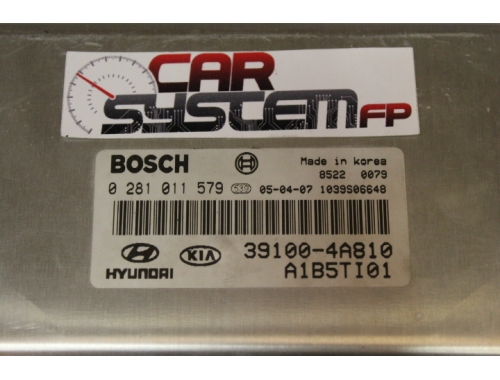 CAR
SYSTEM FP
BOSCH
Made in korea
8522 0079
0 281 011 579
05-04-07 1039S06648
HYUNDAI
KIA
39100-4A810
A1B5TI01